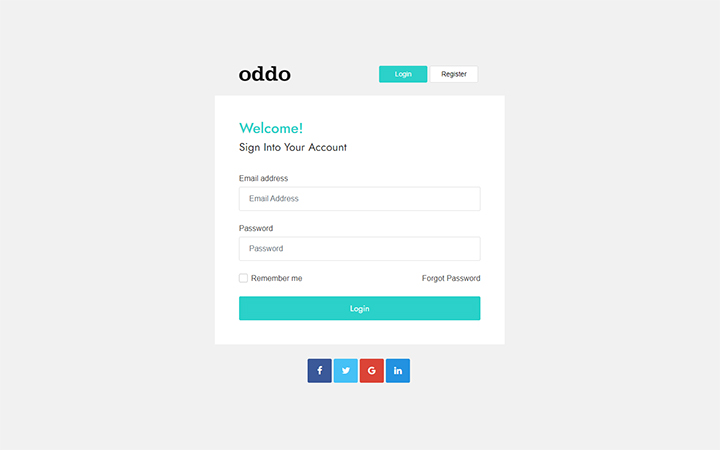 oddo
Login Register
Welcome!
Sign Into Your Account
Email address
Email Address
Password
Password
Remember me Forgot Password
Login
f G in